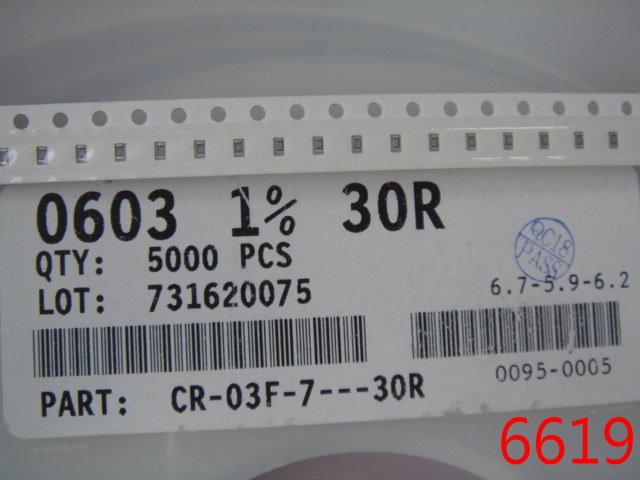 0603 1% 30R
QTY: 5000 PCS
LOT: 731620075
QC18
PASS
6.7-5.9-6.2
0095-0005
PART: CR-03F-7---30R
6619